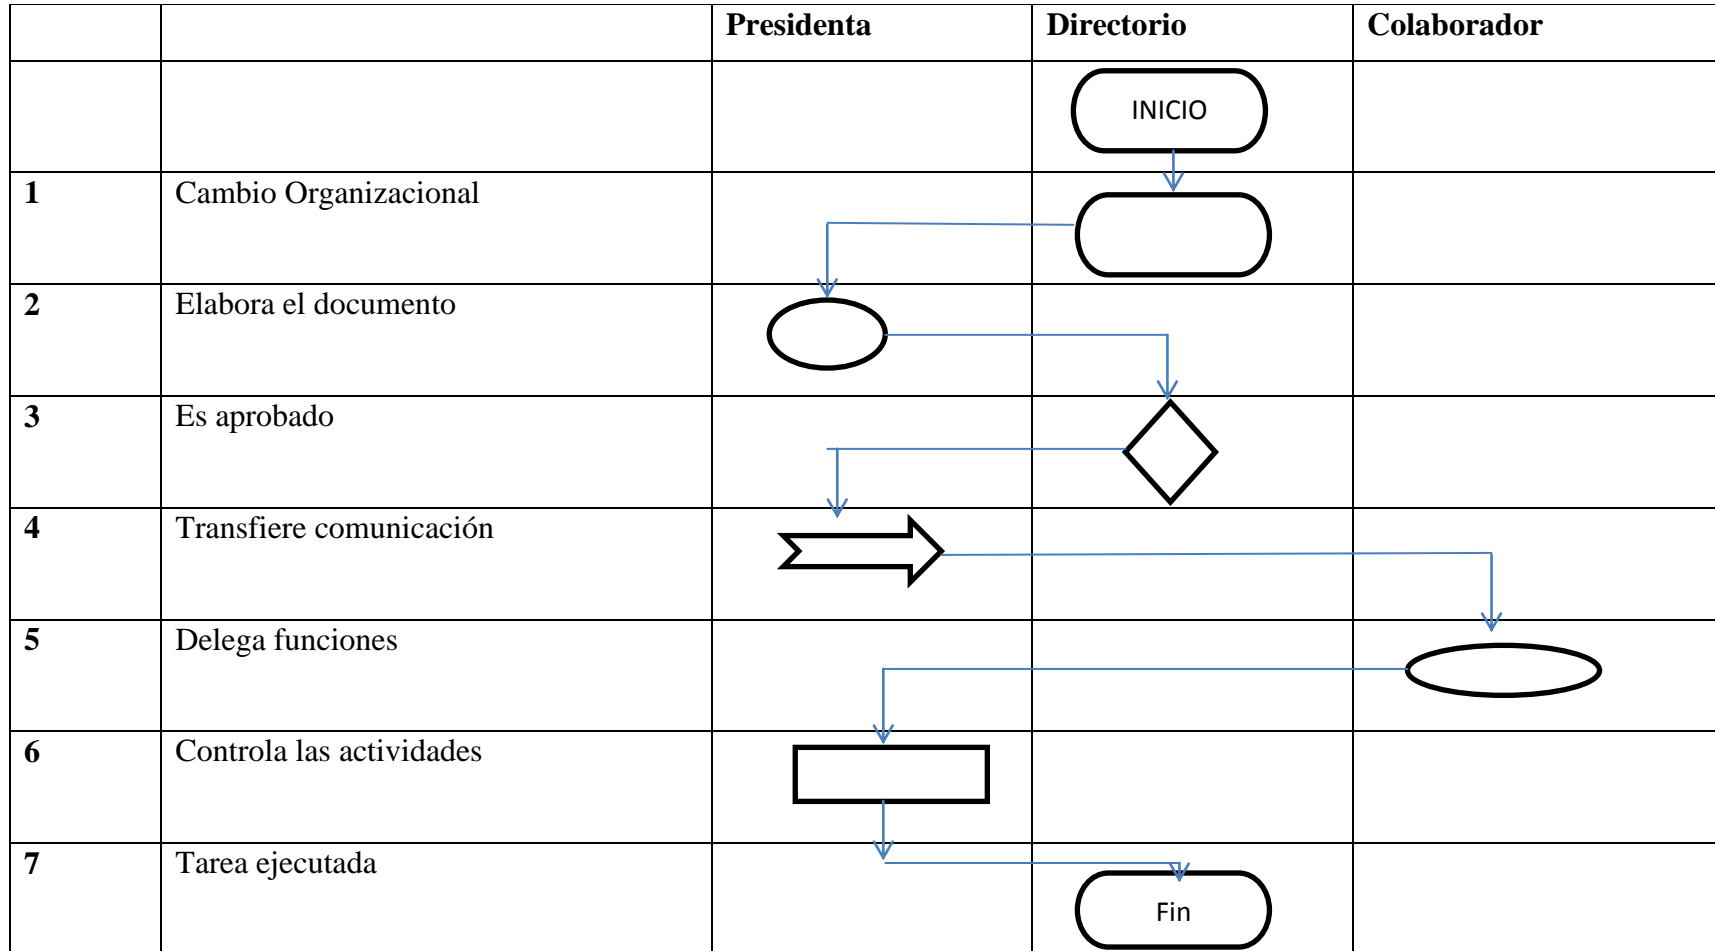 Presidenta Directorio Colaborador
INICIO
1 Cambio Organizacional
2 Elabora el documento
3 Es aprobado
4 Transfiere comunicación
5 Delega funciones
6 Controla las actividades
7 Tarea ejecutada
Fin